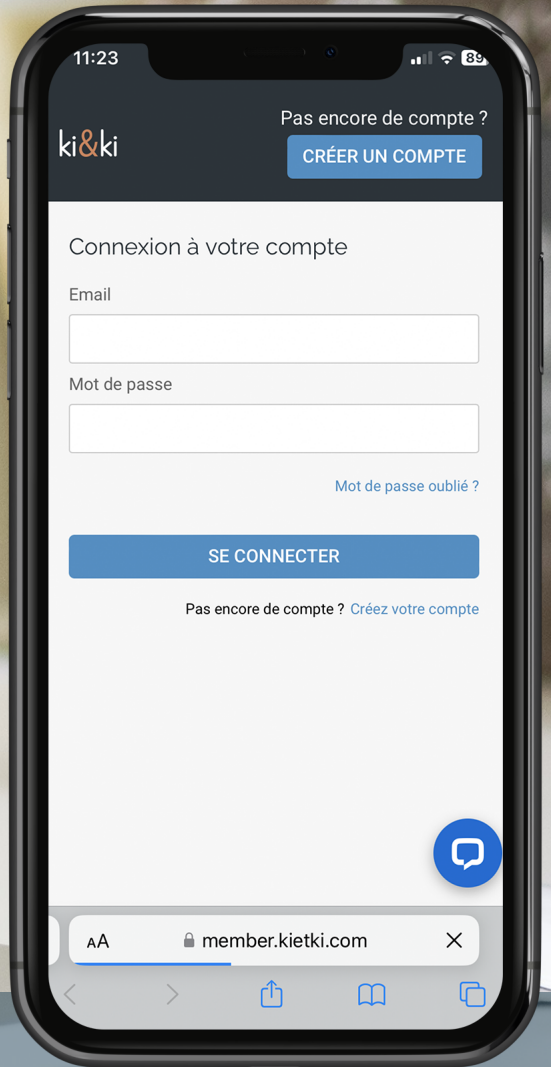 11:23
89
Pas encore de compte ?
ki&ki
CRÉER UN COMPTE
Connexion à votre compte
Email
Mot de passe
Mot de passe oublié ?
SE CONNECTER
Pas encore de compte ? Créez votre compte
AA
member.kietki.com